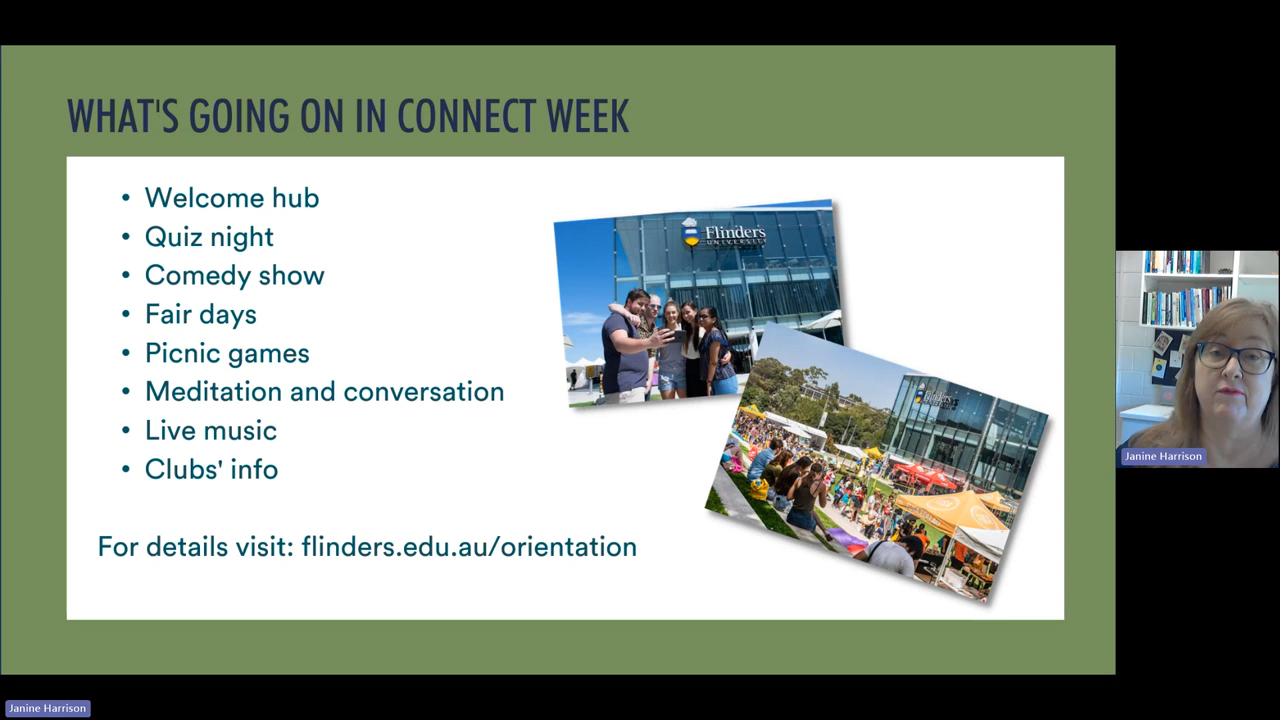 WHAT'S GOING ON IN CONNECT WEEK
• Welcome hub
• Quiz night
• Comedy show
• Fair days
• Picnic games
• Meditation and conversation
• Live music
• Clubs' info
For details visit: flinders.edu.au/orientation
Flinders
UNIVERSITY
Flinders
Janine Harrison
Janine Harrison